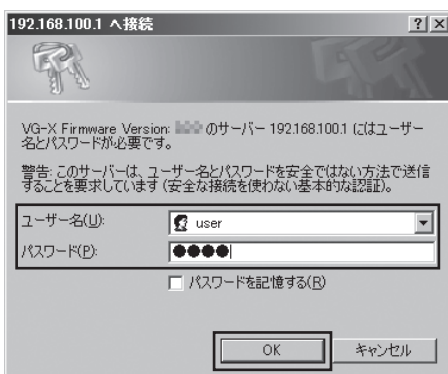 192.168.100.1 へ接続
VG-X Firmware Version: のサーバー 192.168.100.1 にはユーザー
名とパスワードが必要です。
警告: このサーバーは、ユーザー名とパスワードを安全ではない方法で送信
することを要求しています (安全な接続を使わない基本的な認証)。
ユーザー名(U):
user
パスワード(P):
●●●●
パスワードを記憶する(R)
OK
キャンセル